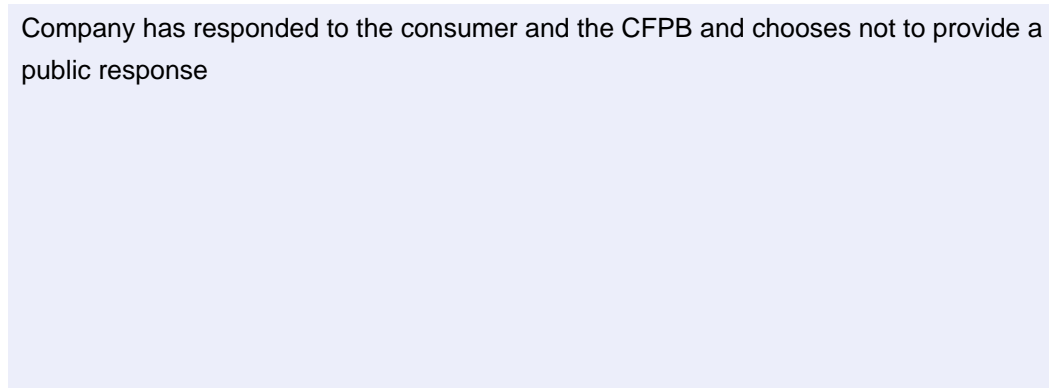 Company has responded to the consumer and the CFPB and chooses not to provide a
public response